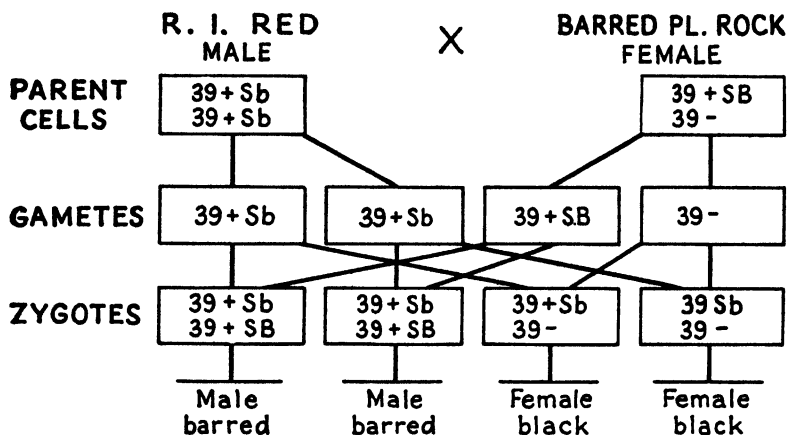 R. I. RED X BARRED PL. ROCK
MALE FEMALE
PARENT CELLS
39 + Sb
39 + Sb
39 + SB
39 -
GAMETES
39 + Sb
39 + Sb
39 + S.B
39 -
ZYGOTES
39 + Sb
39 + SB
39 + Sb
39 + SB
39 + Sb
39 -
39 Sb
39 -
Male
barred
Male
barred
Female
black
Female
black